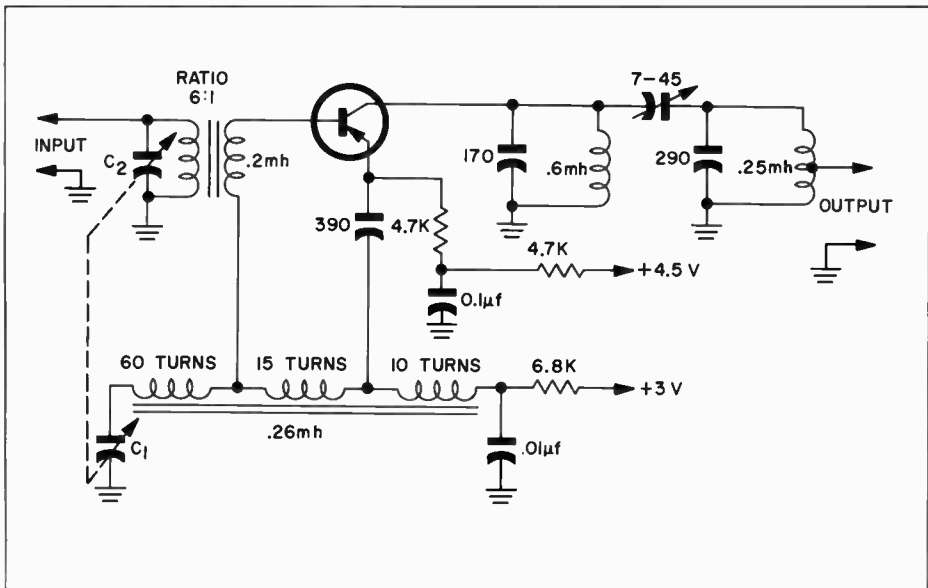 RATIO
6:1
7-45
INPUT
C2
.2mh
170
.6mh
290
.25mh
OUTPUT
390
4.7K
4.7K
+4.5 V
0.1µf
60 TURNS
15 TURNS
10 TURNS
6.8K
+3 V
.26mh
C1
.01µf